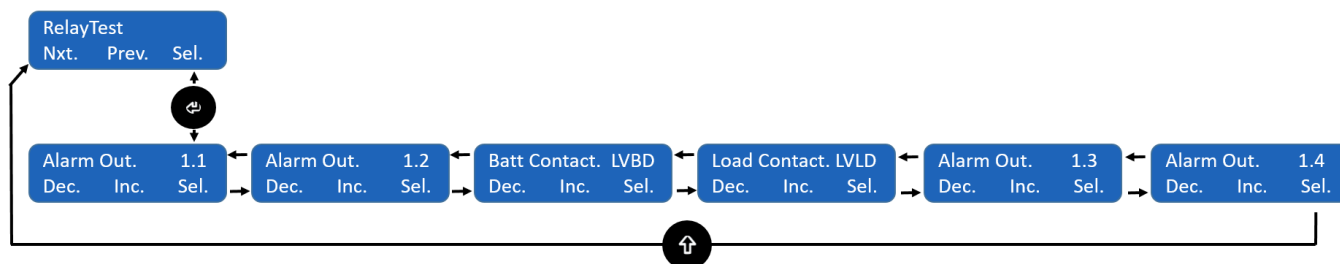 RelayTest
Nxt. Prev. Sel.
Alarm Out. 1.1
Dec. Inc. Sel.
Alarm Out. 1.2
Dec. Inc. Sel.
Batt Contact. LVBD
Dec. Inc. Sel.
Load Contact. LVLD
Dec. Inc. Sel.
Alarm Out. 1.3
Dec. Inc. Sel.
Alarm Out. 1.4
Dec. Inc. Sel.